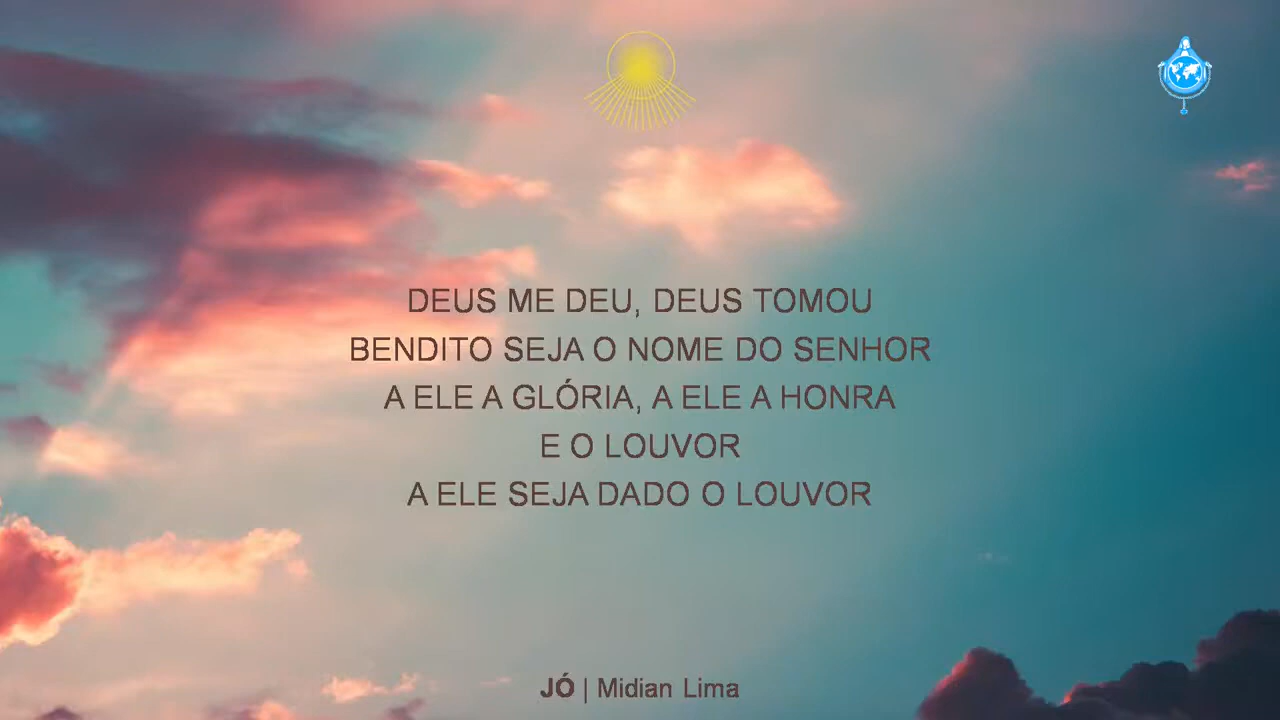 DEUS ME DEU, DEUS TOMOU
BENDITO SEJA O NOME DO SENHOR
A ELE A GLÓRIA, A ELE A HONRA
E O LOUVOR
A ELE SEJA DADO O LOUVOR
JÓ | Midian Lima